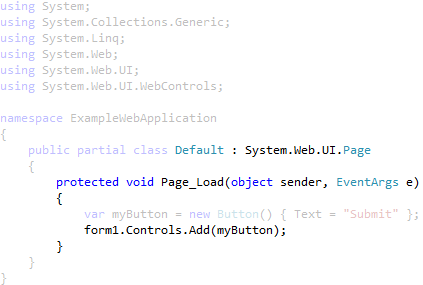 using System;
using System.Collections.Generic;
using System.Linq;
using System.Web;
using System.Web.UI;
using System.Web.UI.WebControls;

namespace ExampleWebApplication
{
    public partial class Default : System.Web.UI.Page
    {
        protected void Page_Load(object sender, EventArgs e)
        {
            var myButton = new Button() { Text = "Submit" };
            form1.Controls.Add(myButton);
        }
    }
}